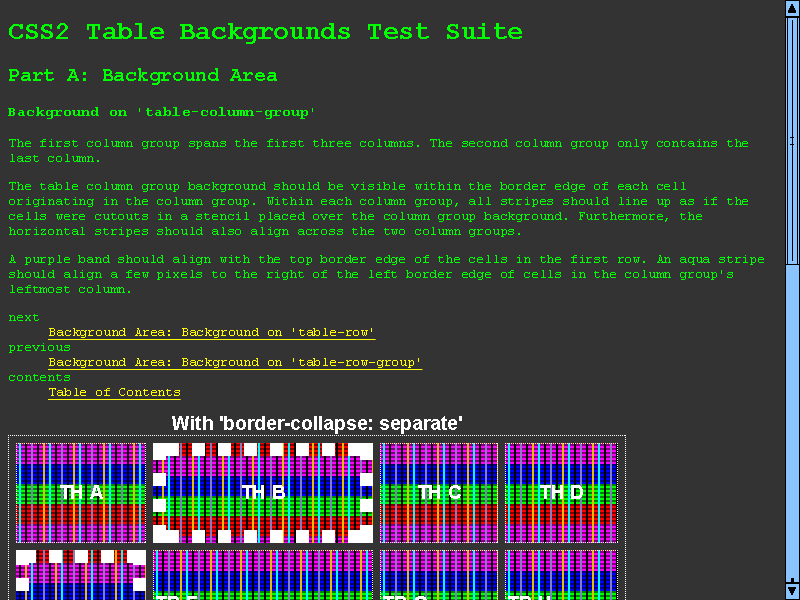 CSS2 Table Backgrounds Test Suite
Part A: Background Area
Background on 'table-column-group'
The first column group spans the first three columns. The second column group only contains the
last column.
The table column group background should be visible within the border edge of each cell
originating in the column group. Within each column group, all stripes should line up as if the
cells were cutouts in a stencil placed over the column group background. Furthermore, the
horizontal stripes should also align across the two column groups.
A purple band should align with the top border edge of the cells in the first row. An aqua stripe
should align a few pixels to the right of the left border edge of cells in the column group's
leftmost column.
next
Background Area: Background on 'table-row'
previous
Background Area: Background on 'table-row-group'
contents
Table of Contents
With 'border-collapse: separate'
TH A TH B TH C TH D